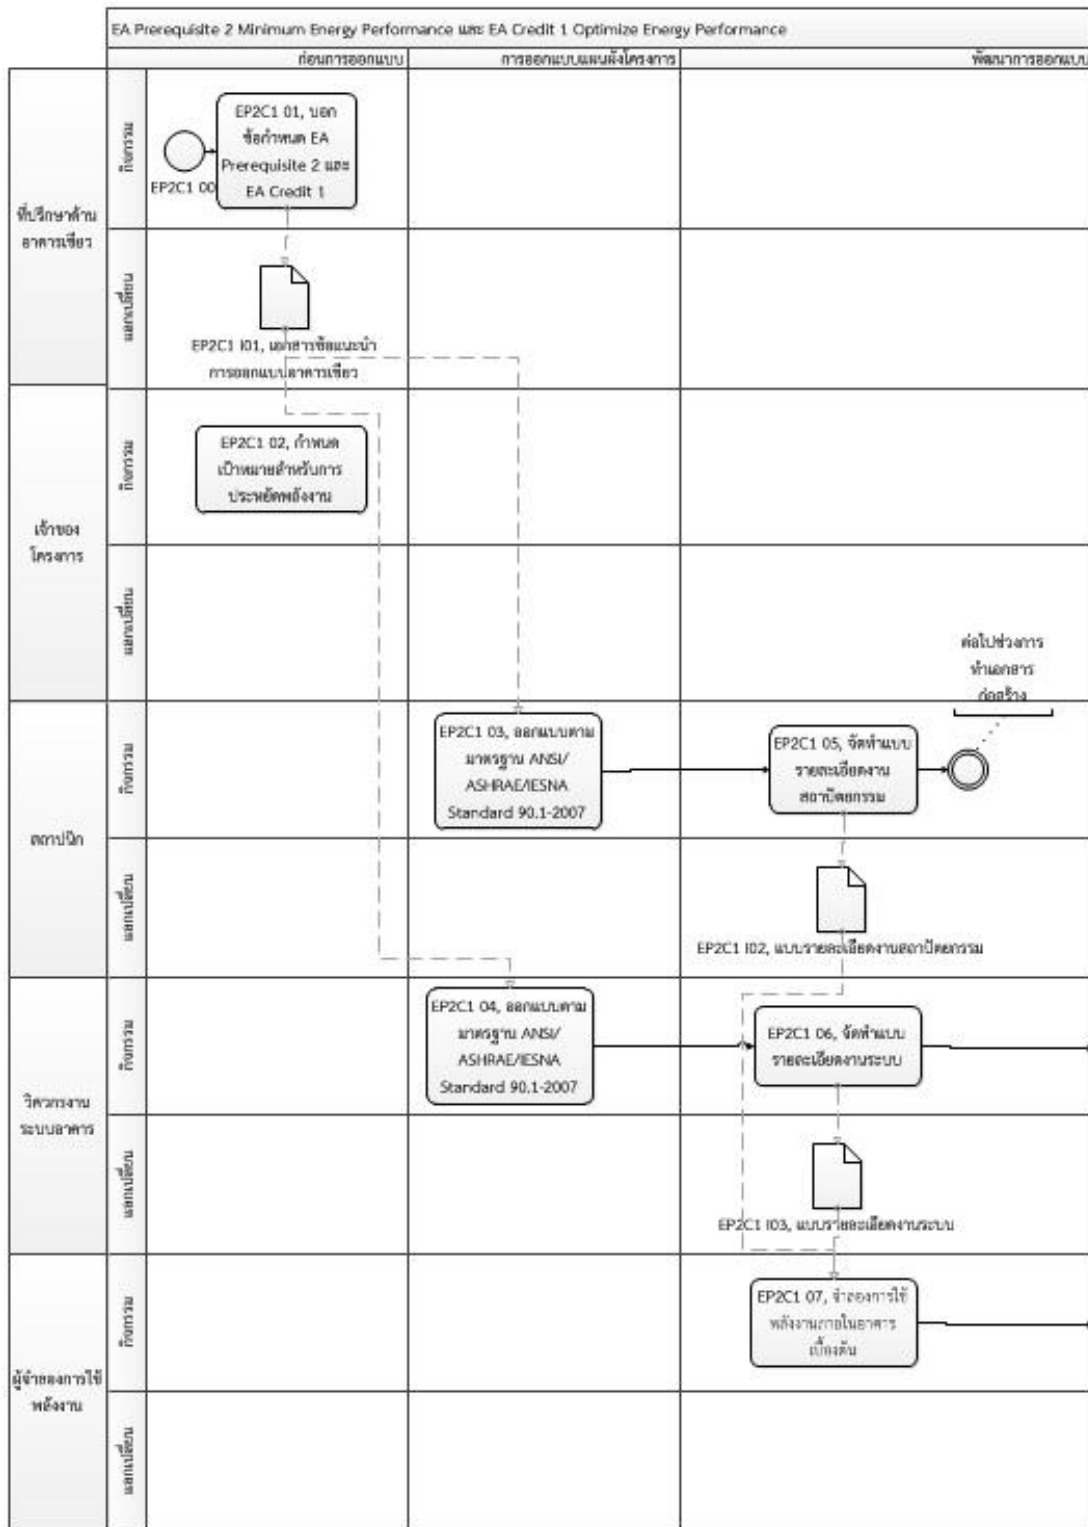 EA Prerequisite 2 Minimum Energy Performance และ EA Credit 1 Optimize Energy Performance
ก่อนการออกแบบ
การออกแบบแผนผังโครงการ
พัฒนาการออกแบบ
ที่ปรึกษาด้าน
อาคารเขียว
กิจกรรม
EP2C1 00
EP2C1 01, บอก
ข้อกำหนด EA
Prerequisite 2 และ
EA Credit 1
แลกเปลี่ยน
EP2C1 I01, เอกสารข้อแนะนำ
การออกแบบอาคารเขียว
เจ้าของ
โครงการ
กิจกรรม
EP2C1 02, กำหนด
เป้าหมายสำหรับการ
ประหยัดพลังงาน
แลกเปลี่ยน
ต่อไปช่วงการ
ทำเอกสาร
ก่อสร้าง
สถาปนิก
กิจกรรม
EP2C1 03, ออกแบบตาม
มาตรฐาน ANSI/
ASHRAE/IESNA
Standard 90.1-2007
EP2C1 05, จัดทำแบบ
รายละเอียดงาน
สถาปัตยกรรม
แลกเปลี่ยน
EP2C1 I02, แบบรายละเอียดงานสถาปัตยกรรม
วิศวกรงาน
ระบบอาคาร
กิจกรรม
EP2C1 04, ออกแบบตาม
มาตรฐาน ANSI/
ASHRAE/IESNA
Standard 90.1-2007
EP2C1 06, จัดทำแบบ
รายละเอียดงานระบบ
แลกเปลี่ยน
EP2C1 I03, แบบรายละเอียดงานระบบ
ผู้จำลองการใช้
พลังงาน
กิจกรรม
EP2C1 07, จำลองการใช้
พลังงานภายในอาคาร
เบื้องต้น
แลกเปลี่ยน